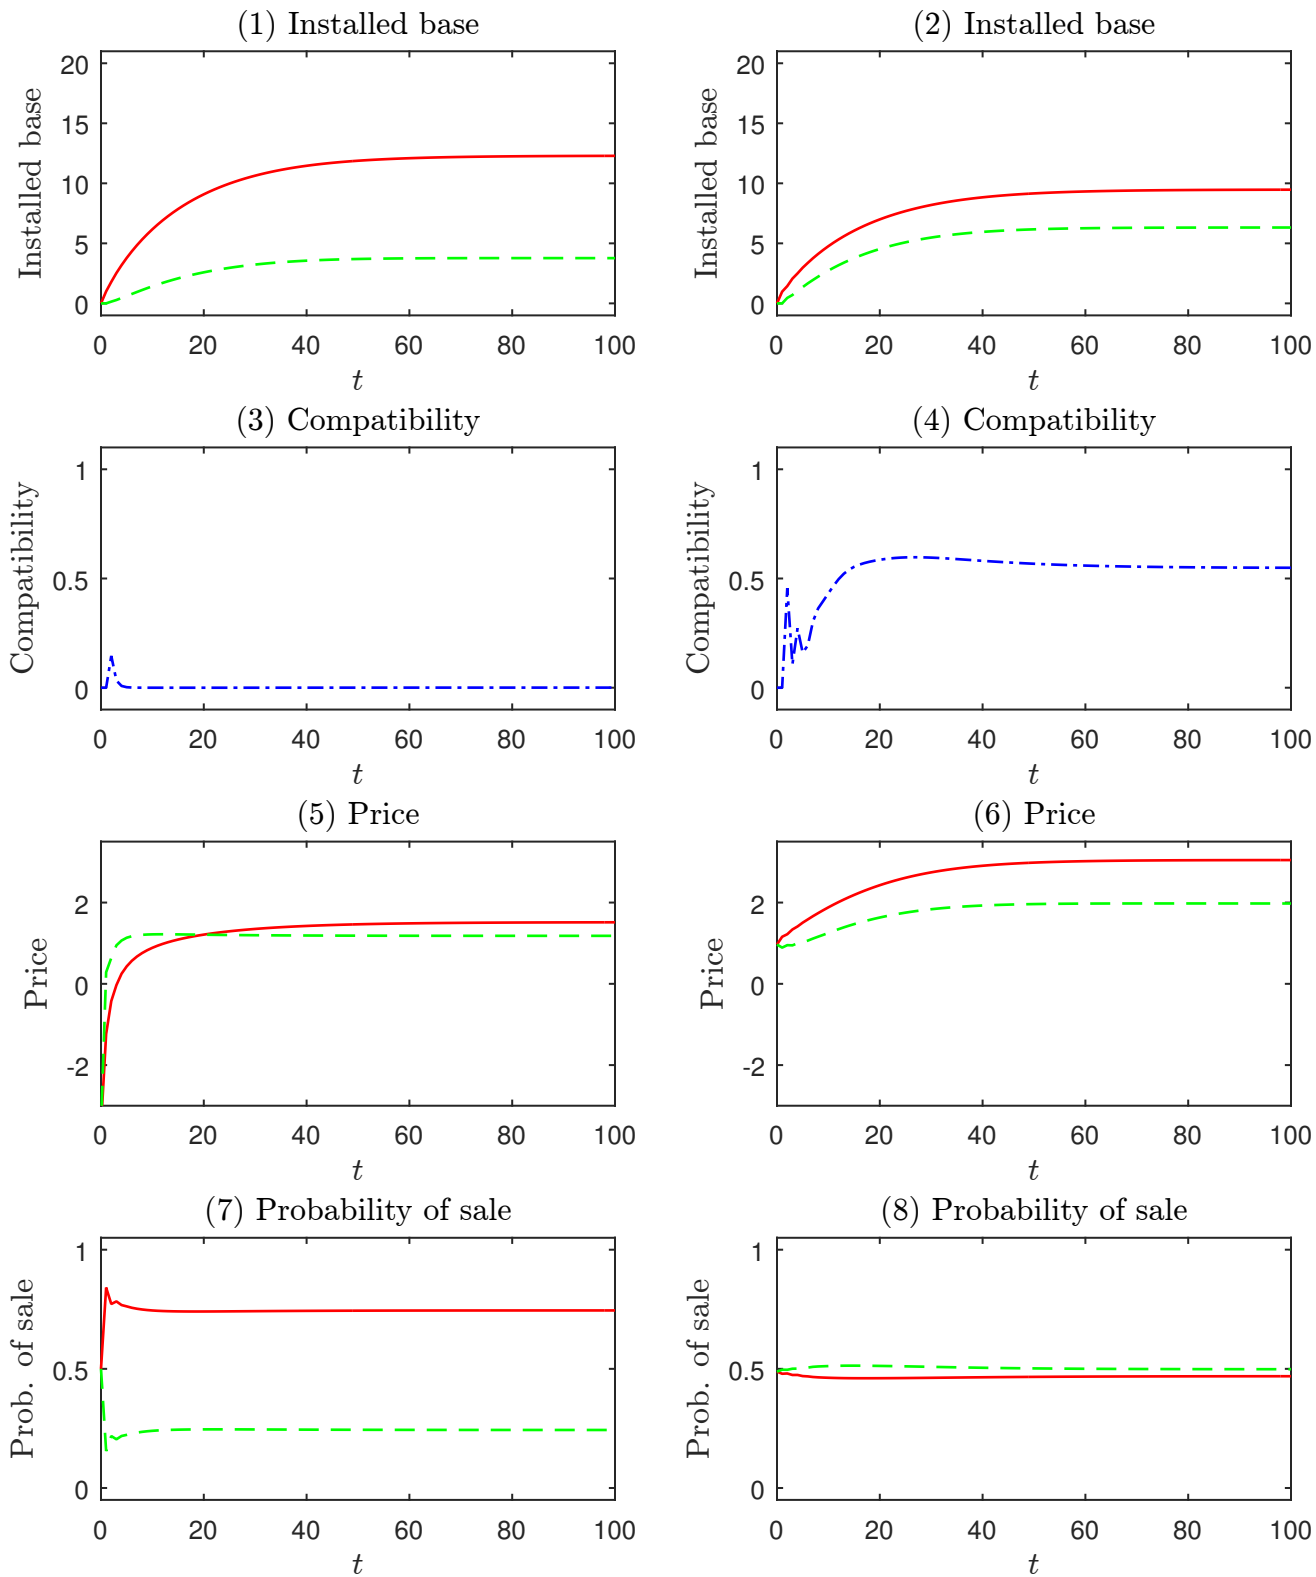 (1) Installed base
Installed base
20
15
10
5
0
0 20 40 60 80 100
t
(2) Installed base
Installed base
20
15
10
5
0
0 20 40 60 80 100
t
(3) Compatibility
Compatibility
1
0.5
0
0 20 40 60 80 100
t
(4) Compatibility
Compatibility
1
0.5
0
0 20 40 60 80 100
t
(5) Price
Price
2
0
-2
0 20 40 60 80 100
t
(6) Price
Price
2
0
-2
0 20 40 60 80 100
t
(7) Probability of sale
Prob. of sale
1
0.5
0
0 20 40 60 80 100
t
(8) Probability of sale
Prob. of sale
1
0.5
0
0 20 40 60 80 100
t